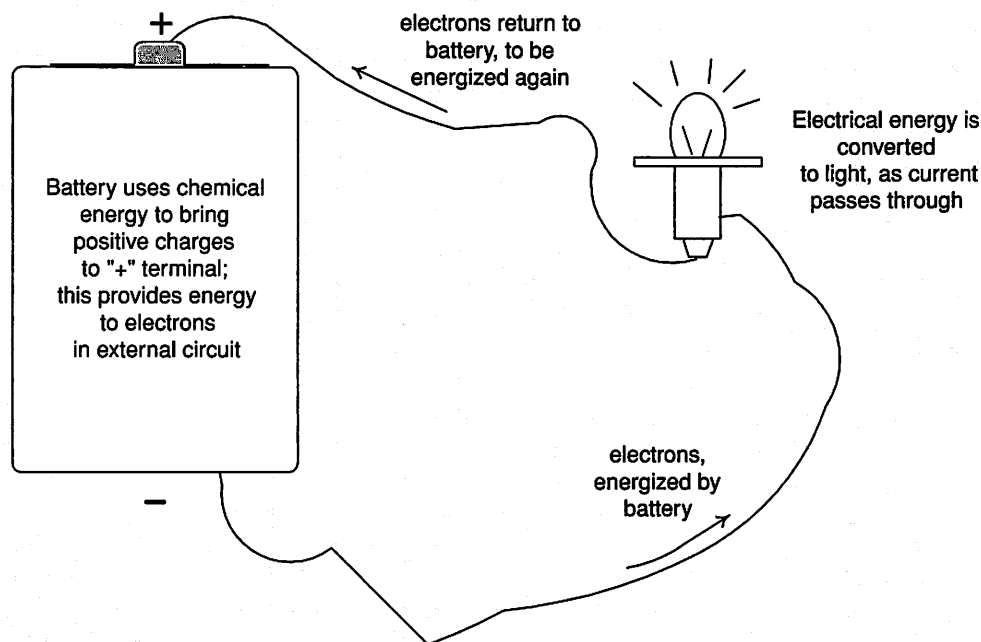 +
electrons return to
battery, to be
energized again
Electrical energy is
converted
to light, as current
passes through
Battery uses chemical
energy to bring
positive charges
to "+" terminal;
this provides energy
to electrons
in external circuit
electrons,
energized by
battery
–